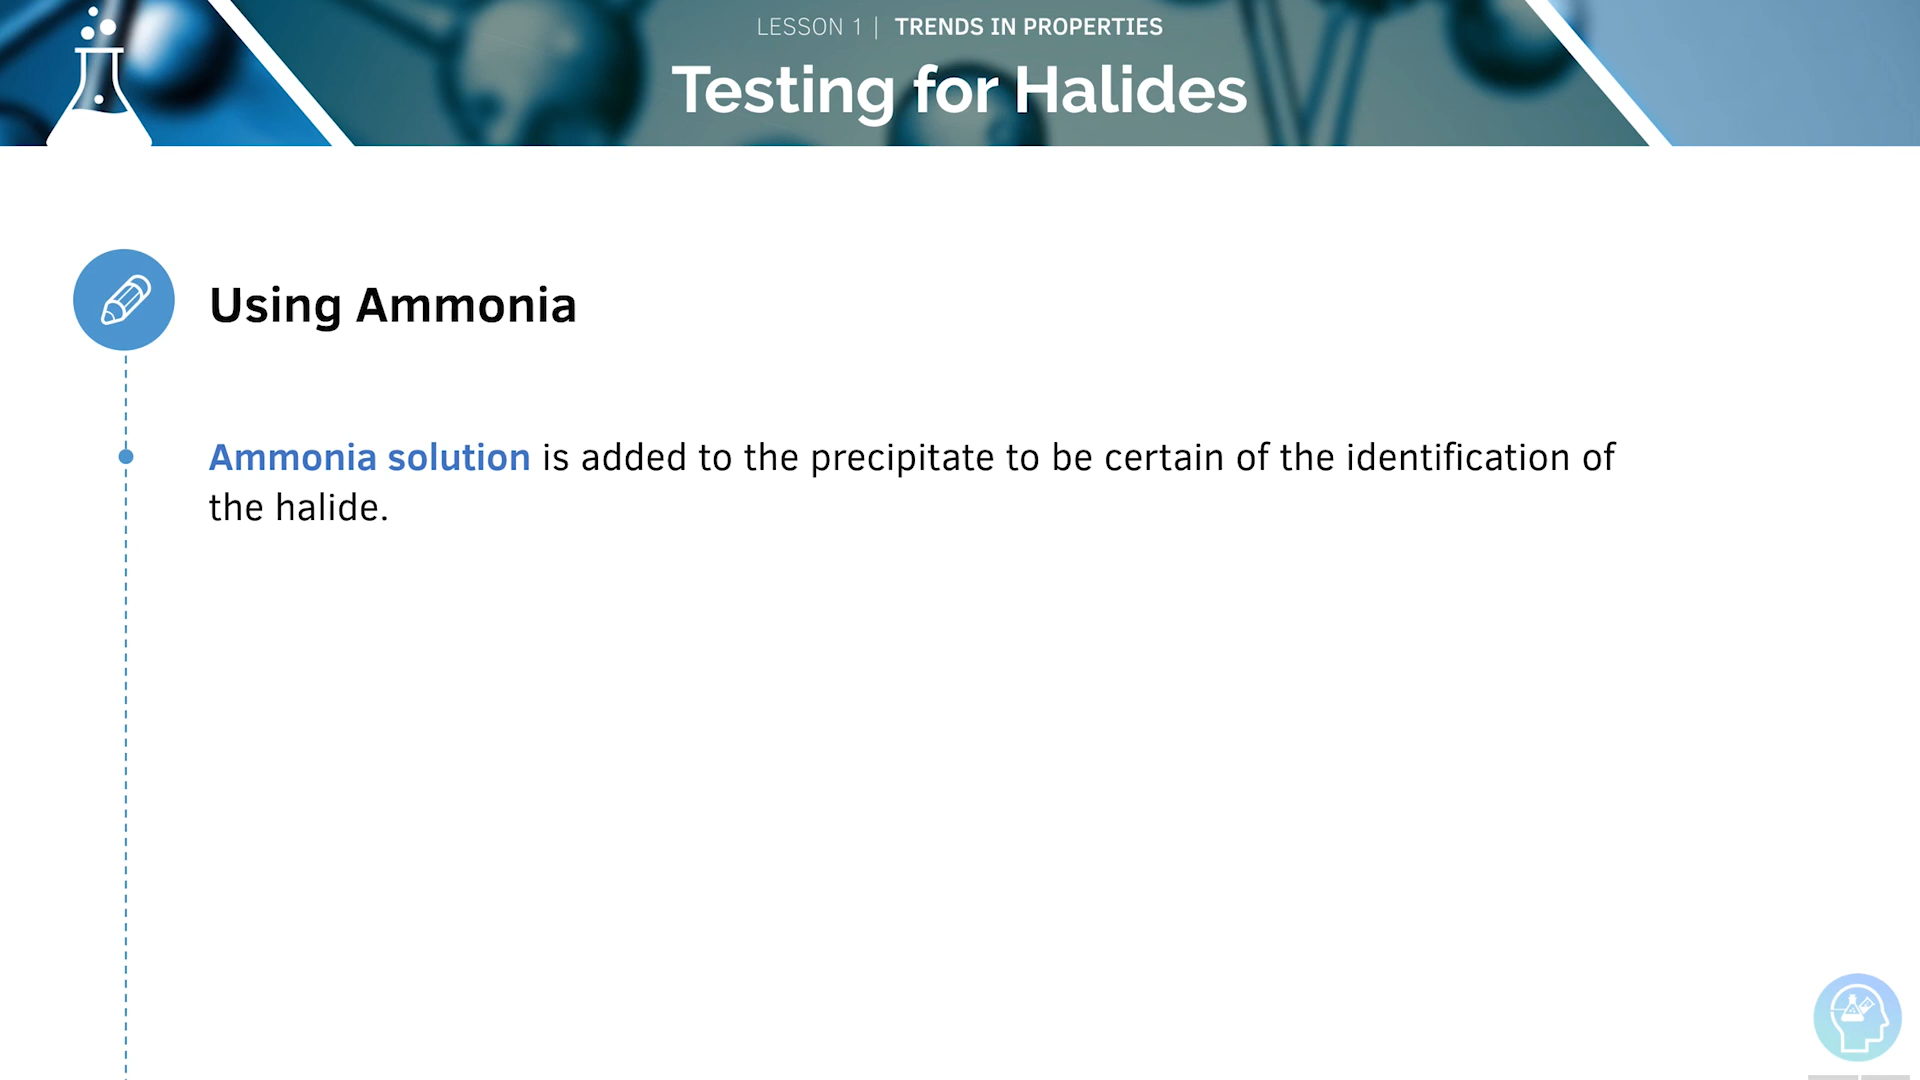 LESSON 1 | TRENDS IN PROPERTIES
Testing for Halides
Using Ammonia
Ammonia solution is added to the precipitate to be certain of the identification of
the halide.